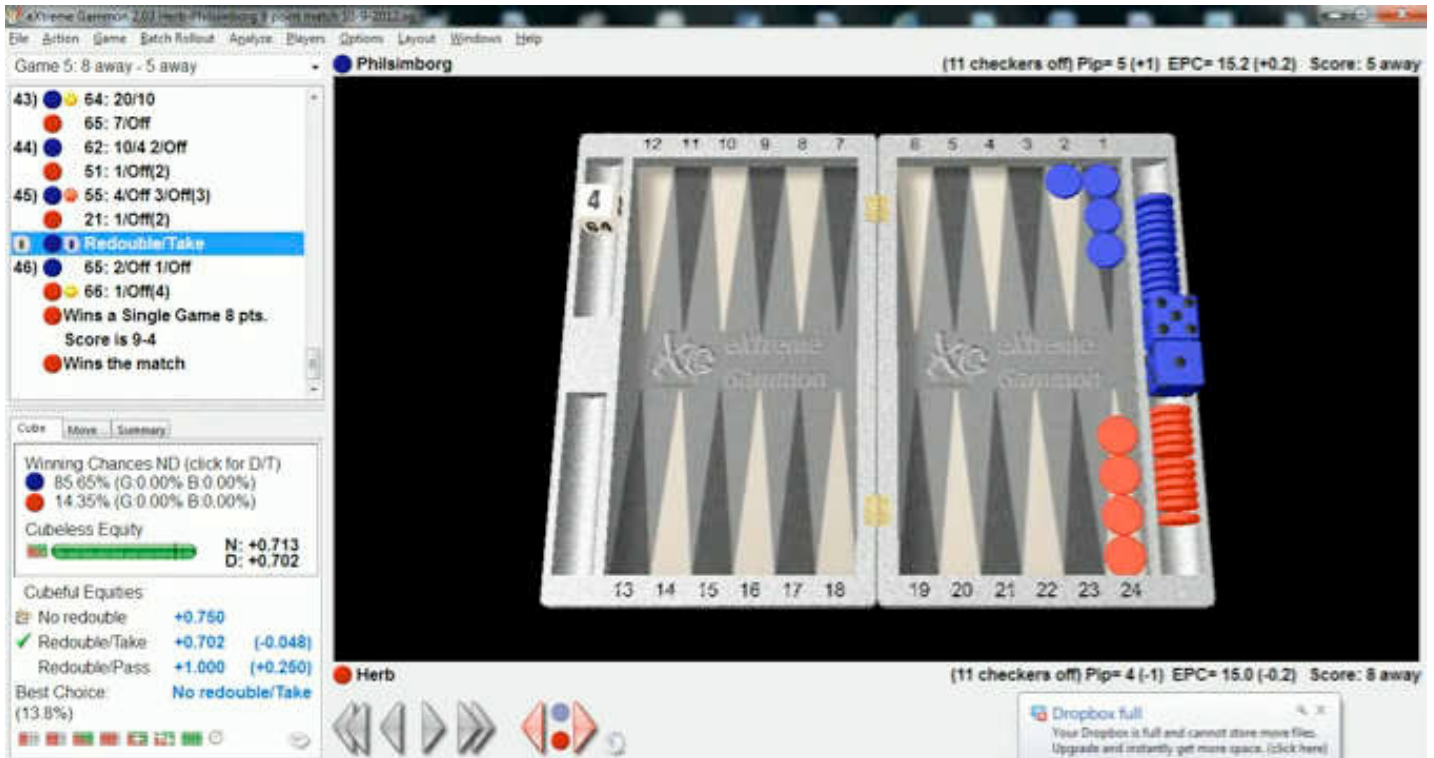 eXtreme Gammon 2.03 Herb-Philsimborg 9 point match 10-9-2012.xg
File Action Game Batch Rollout Analyze Players Options Layout Windows Help
Game 5: 8 away - 5 away
Philsimborg
(11 checkers off) Pip= 5 (+1) EPC= 15.2 (+0.2) Score: 5 away
43) 64: 20/10
65: 7/Off
44) 62: 10/4 2/Off
51: 1/Off(2)
45) 55: 4/Off 3/Off(3)
21: 1/Off(2)
Redouble/Take
46) 65: 2/Off 1/Off
66: 1/Off(4)
Wins a Single Game 8 pts.
Score is 9-4
Wins the match
Cube Move Summary
Winning Chances ND (click for D/T)
85.65% (G:0.00% B:0.00%)
14.35% (G:0.00% B:0.00%)
Cubeless Equity
N: +0.713
D: +0.702
Cubeful Equities:
No redouble +0.750
Redouble/Take +0.702 (-0.048)
Redouble/Pass +1.000 (+0.250)
Best Choice: No redouble/Take
(13.8%)
12 11 10 9 8 7 6 5 4 3 2 1
4
XG eXtreme Gammon XG eXtreme Gammon
13 14 15 16 17 18 19 20 21 22 23 24
Herb
(11 checkers off) Pip= 4 (-1) EPC= 15.0 (-0.2) Score: 8 away
Dropbox full
Your Dropbox is full and cannot store more files.
Upgrade and instantly get more space. (click here)